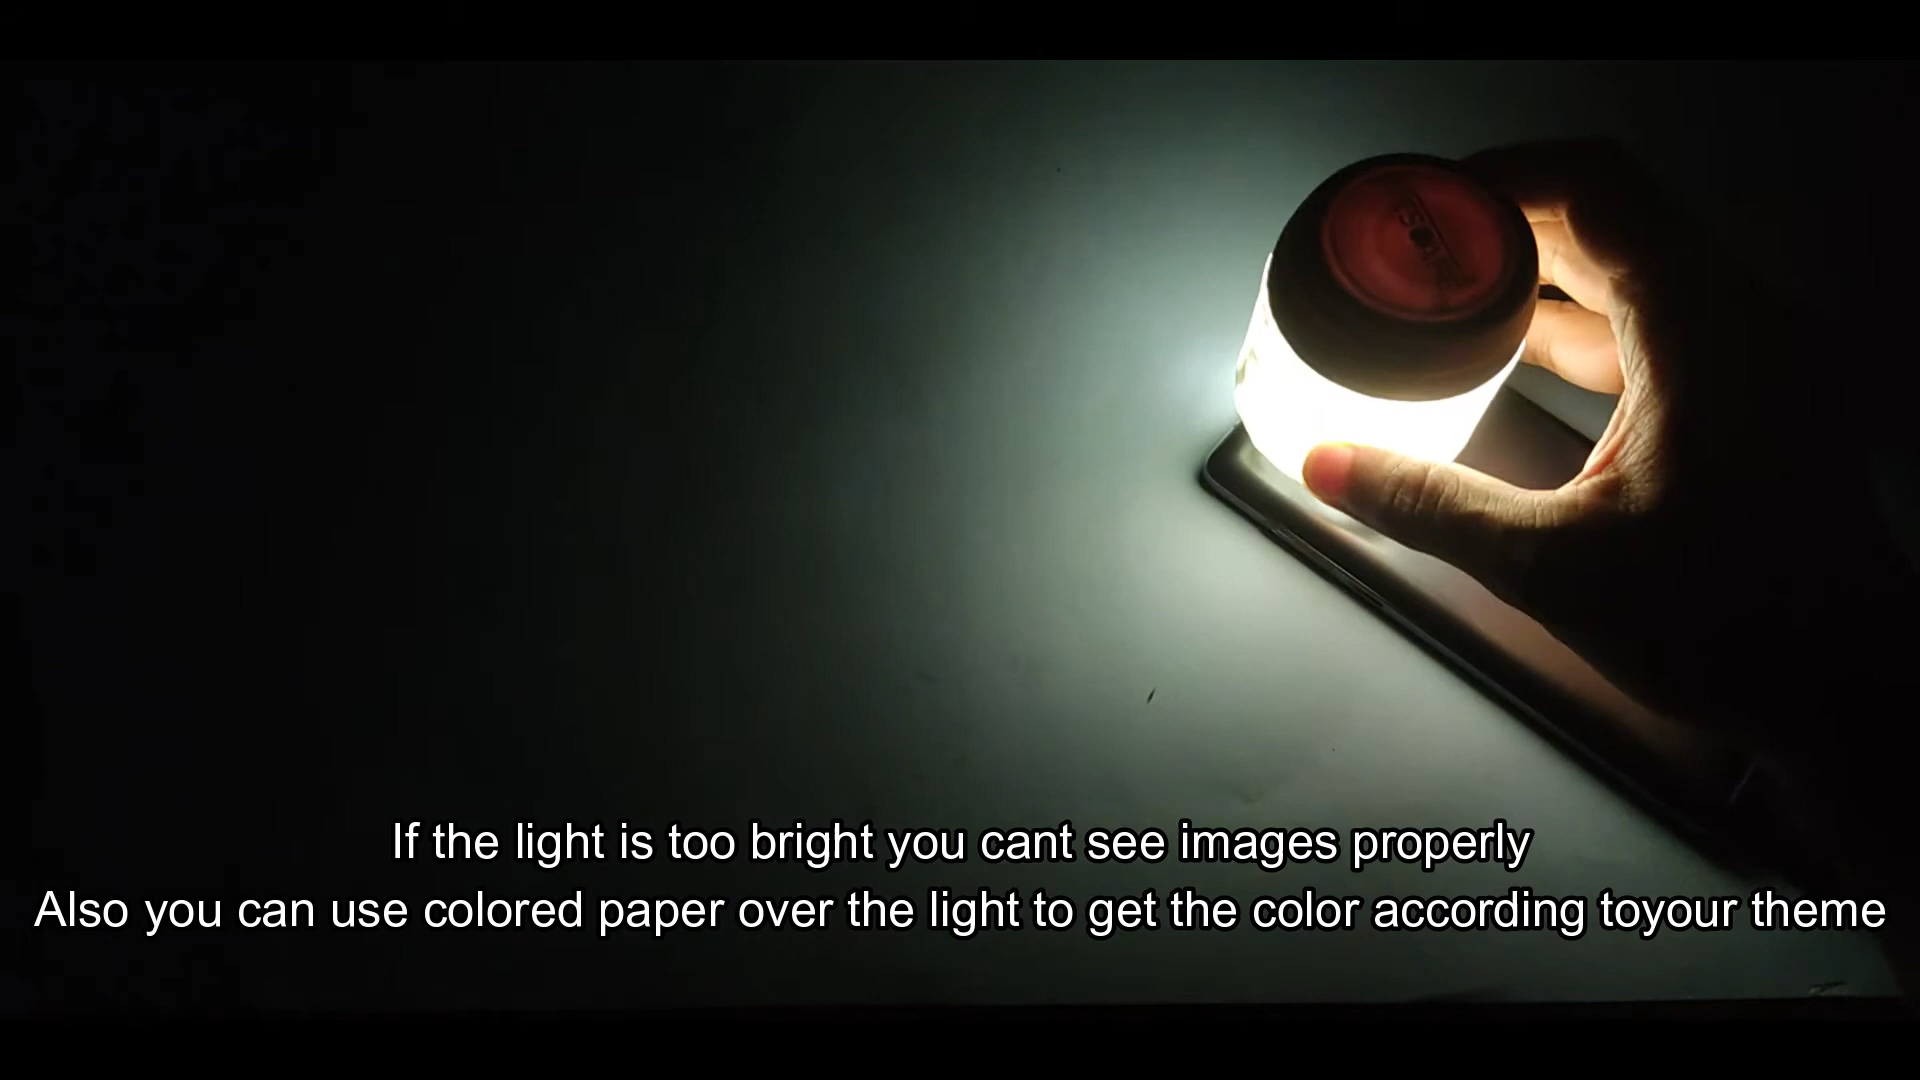 If the light is too bright you cant see images properly
Also you can use colored paper over the light to get the color according toyour theme